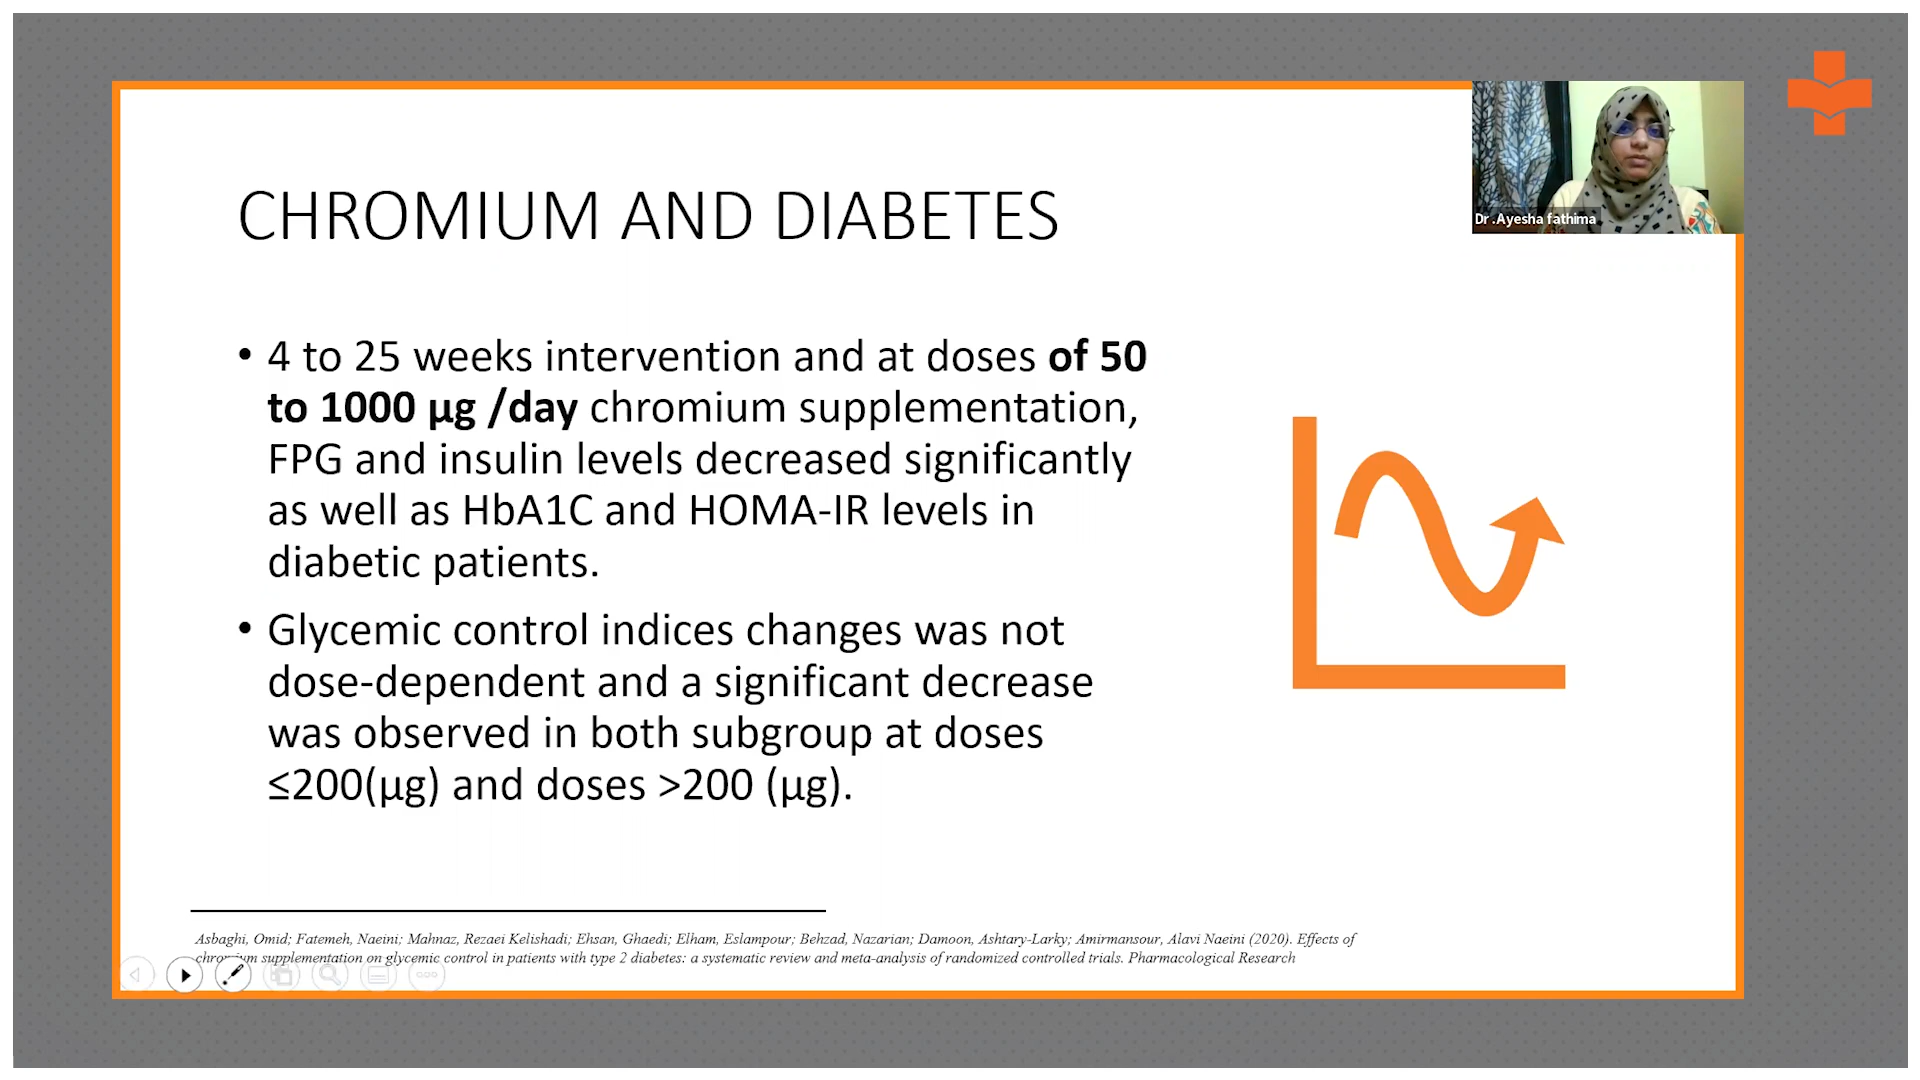 Dr .Ayesha fathima
CHROMIUM AND DIABETES
• 4 to 25 weeks intervention and at doses of 50
to 1000 µg /day chromium supplementation,
FPG and insulin levels decreased significantly
as well as HbA1C and HOMA-IR levels in
diabetic patients.
• Glycemic control indices changes was not
dose-dependent and a significant decrease
was observed in both subgroup at doses
≤200(µg) and doses >200 (µg).
Asbaghi, Omid; Fatemeh, Naeini; Mahnaz, Rezaei Kelishadi; Ehsan, Ghaedi; Elham, Eslampour; Behzad, Nazarian; Damoon, Ashtary-Larky; Amirmansour, Alavi Naeini (2020). Effects of
chromium supplementation on glycemic control in patients with type 2 diabetes: a systematic review and meta-analysis of randomized controlled trials. Pharmacological Research